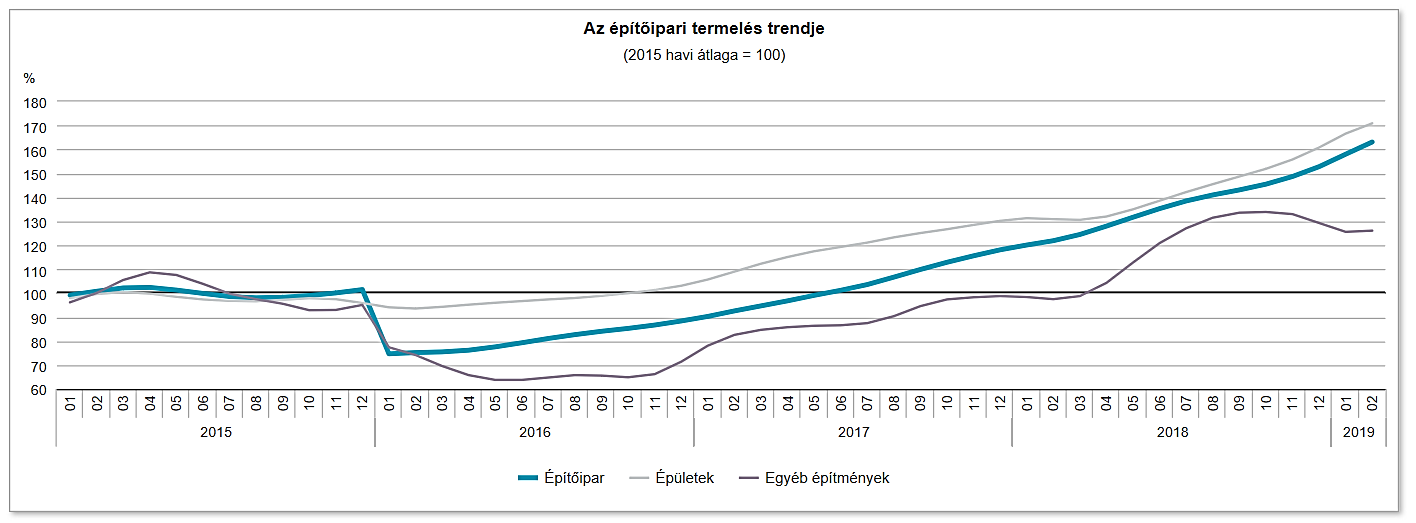 Az építőipari termelés trendje
(2015 havi átlaga = 100)
%
180
170
160
150
140
130
120
110
100
90
80
70
60
01 02 03 04 05 06 07 08 09 10 11 12 01 02 03 04 05 06 07 08 09 10 11 12 01 02 03 04 05 06 07 08 09 10 11 12 01 02 03 04 05 06 07 08 09 10 11 12 01 02
2015 2016 2017 2018 2019
Építőipar Épületek Egyéb építmények